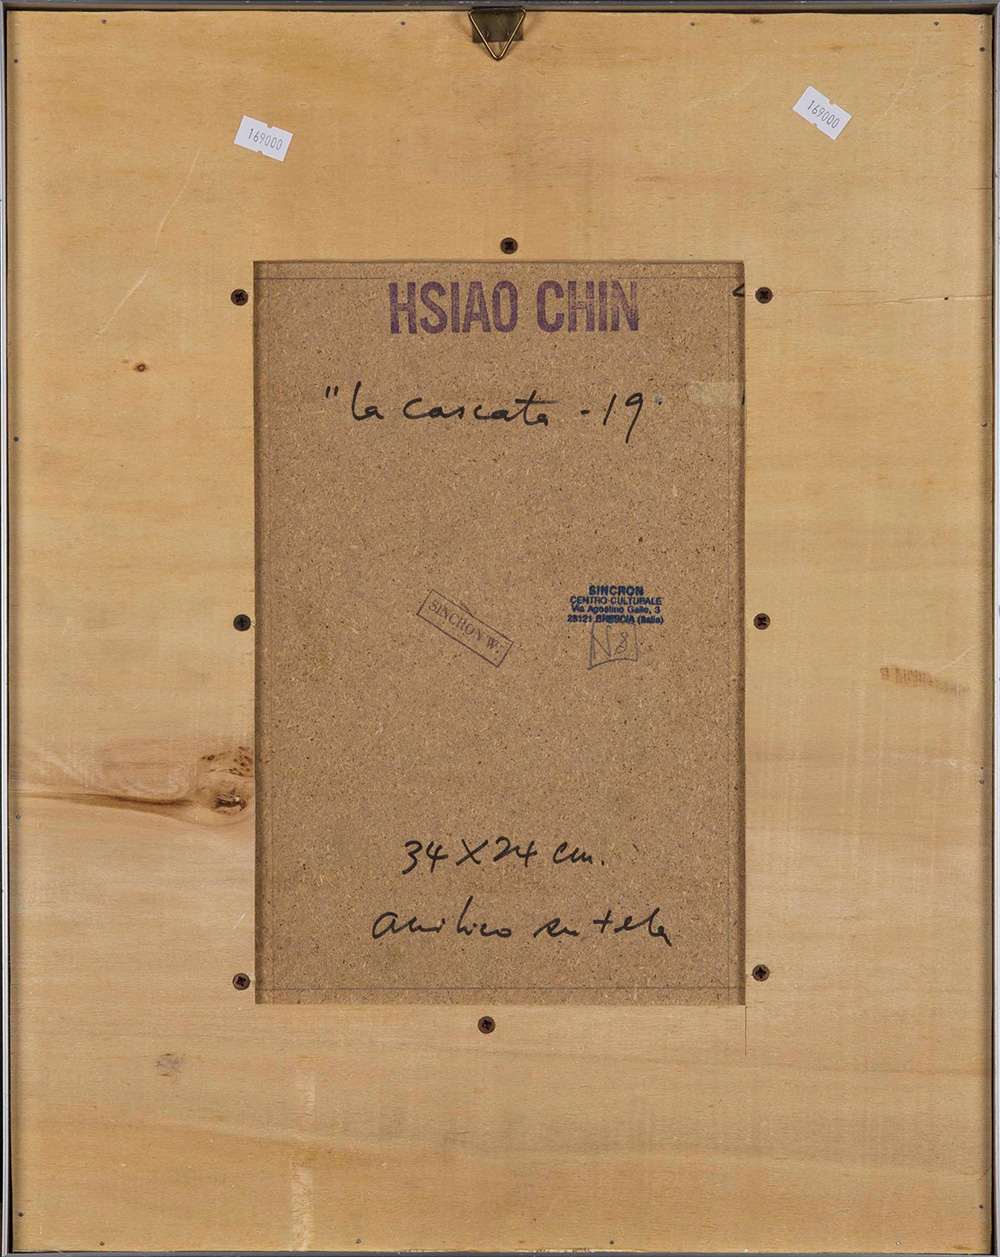 169000
169000
HSIAO CHIN
"La cascata - 19"
SINCRON W.
SINCRON
CENTRO CULTURALE
Via Agostino Gallo, 3
25121 BRESCIA (Italia)
N8
34 X 24 cm.
acrilico su tela